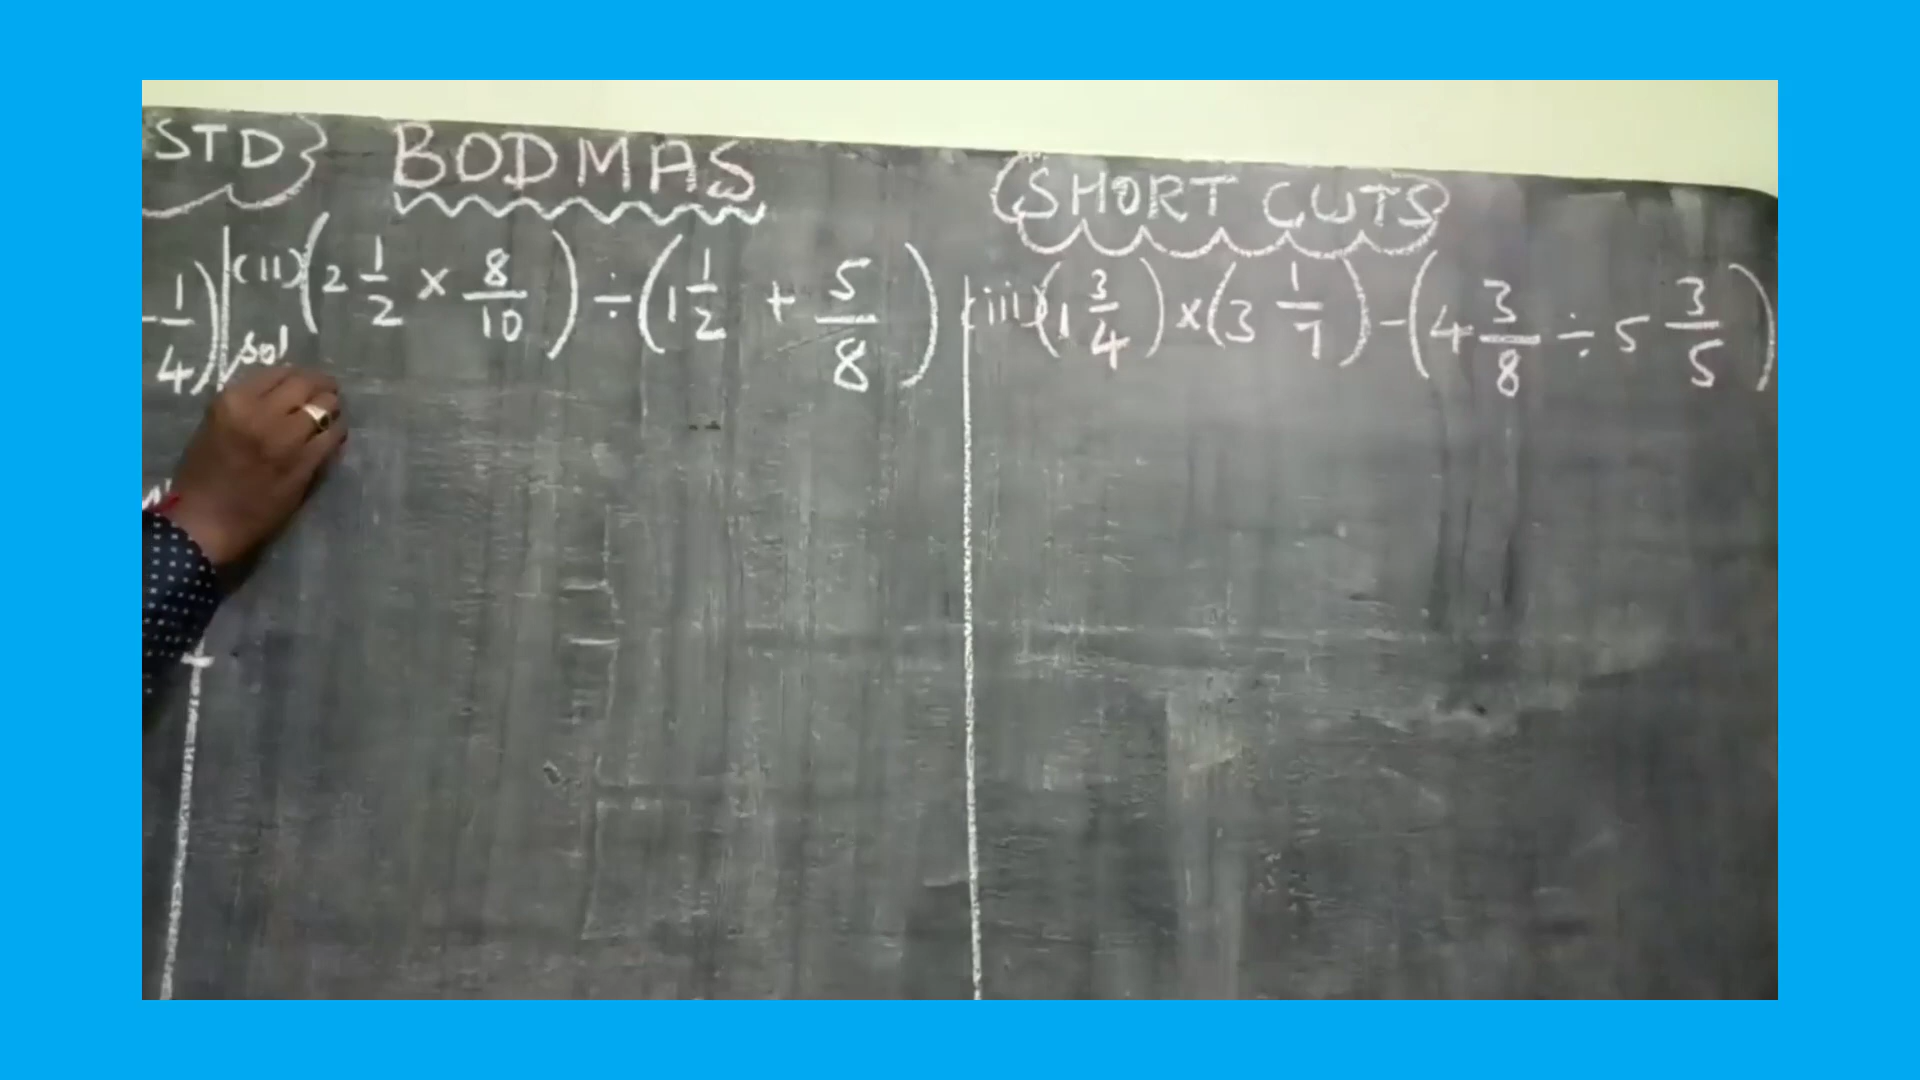 STD} BODMAS (SHORT CUTS)
- 1/4) (ii) (2 1/2 × 8/10) ÷ (1 1/2 + 5/8) (iii) (1 3/4) × (3 1/7) - (4 3/8 ÷ 5 3/5)
Sol